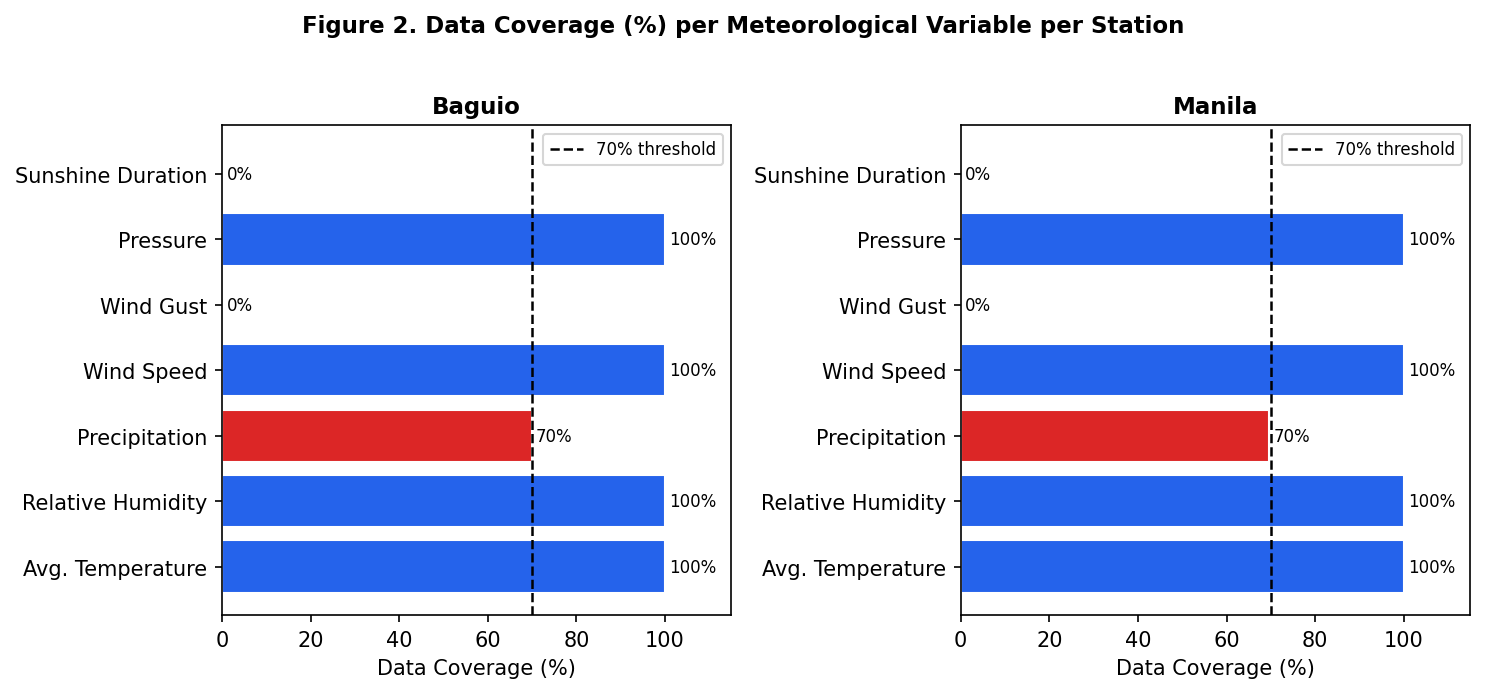 Figure 2. Data Coverage (%) per Meteorological Variable per Station
Baguio
70% threshold
Sunshine Duration 0%
Pressure 100%
Wind Gust 0%
Wind Speed 100%
Precipitation 70%
Relative Humidity 100%
Avg. Temperature 100%
0 20 40 60 80 100
Data Coverage (%)
Manila
70% threshold
Sunshine Duration 0%
Pressure 100%
Wind Gust 0%
Wind Speed 100%
Precipitation 70%
Relative Humidity 100%
Avg. Temperature 100%
0 20 40 60 80 100
Data Coverage (%)